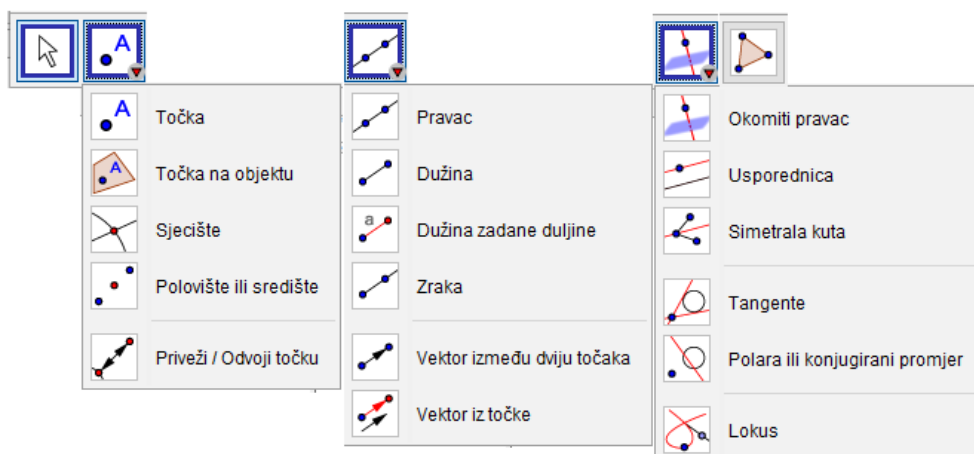 A
Točka
A
Točka na objektu
Sjecište
Polovište ili središte
Priveži / Odvoji točku
Pravac
Dužina
a
Dužina zadane duljine
Zraka
Vektor između dviju točaka
Vektor iz točke
Okomiti pravac
Usporednica
Simetrala kuta
Tangente
Polara ili konjugirani promjer
Lokus
A